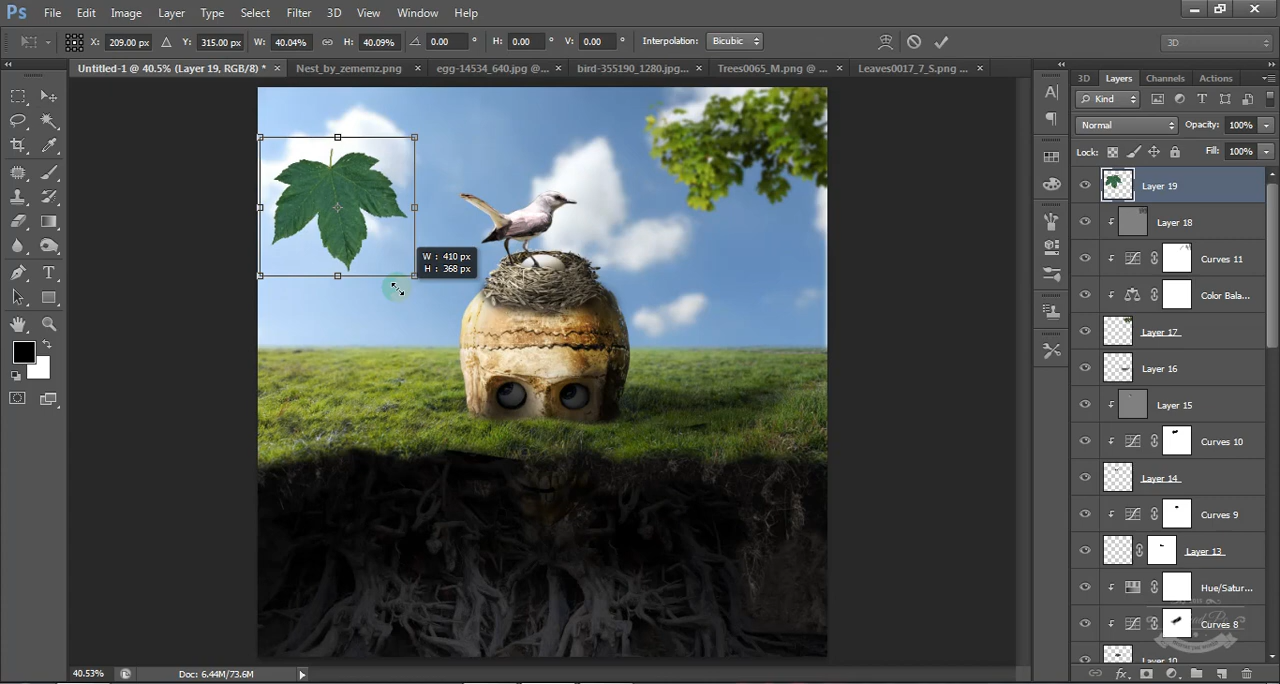 Ps File Edit Image Layer Type Select Filter 3D View Window Help
X: 209.00 px Y: 315.00 px W: 40.04% H: 40.09% 0.00 ° H: 0.00 ° V: 0.00 ° Interpolation: Bicubic 3D
Untitled-1 @ 40.5% (Layer 19, RGB/8) * × Nest_by_zememz.png × egg-14534_640.jpg @... × bird-355190_1280.jpg... × Trees0065_M.png @ ... × Leaves0017_7_S.png ... ×
3D Layers Channels Actions
Kind
Normal Opacity: 100%
Lock: Fill: 100%
Layer 19
Layer 18
Curves 11
Color Bala...
Layer 17
Layer 16
Layer 15
Curves 10
Layer 14
Curves 9
Layer 13
Hue/Satur...
Curves 8
Layer 10
W : 410 px
H : 368 px
40.53% Doc: 6.44M/73.6M